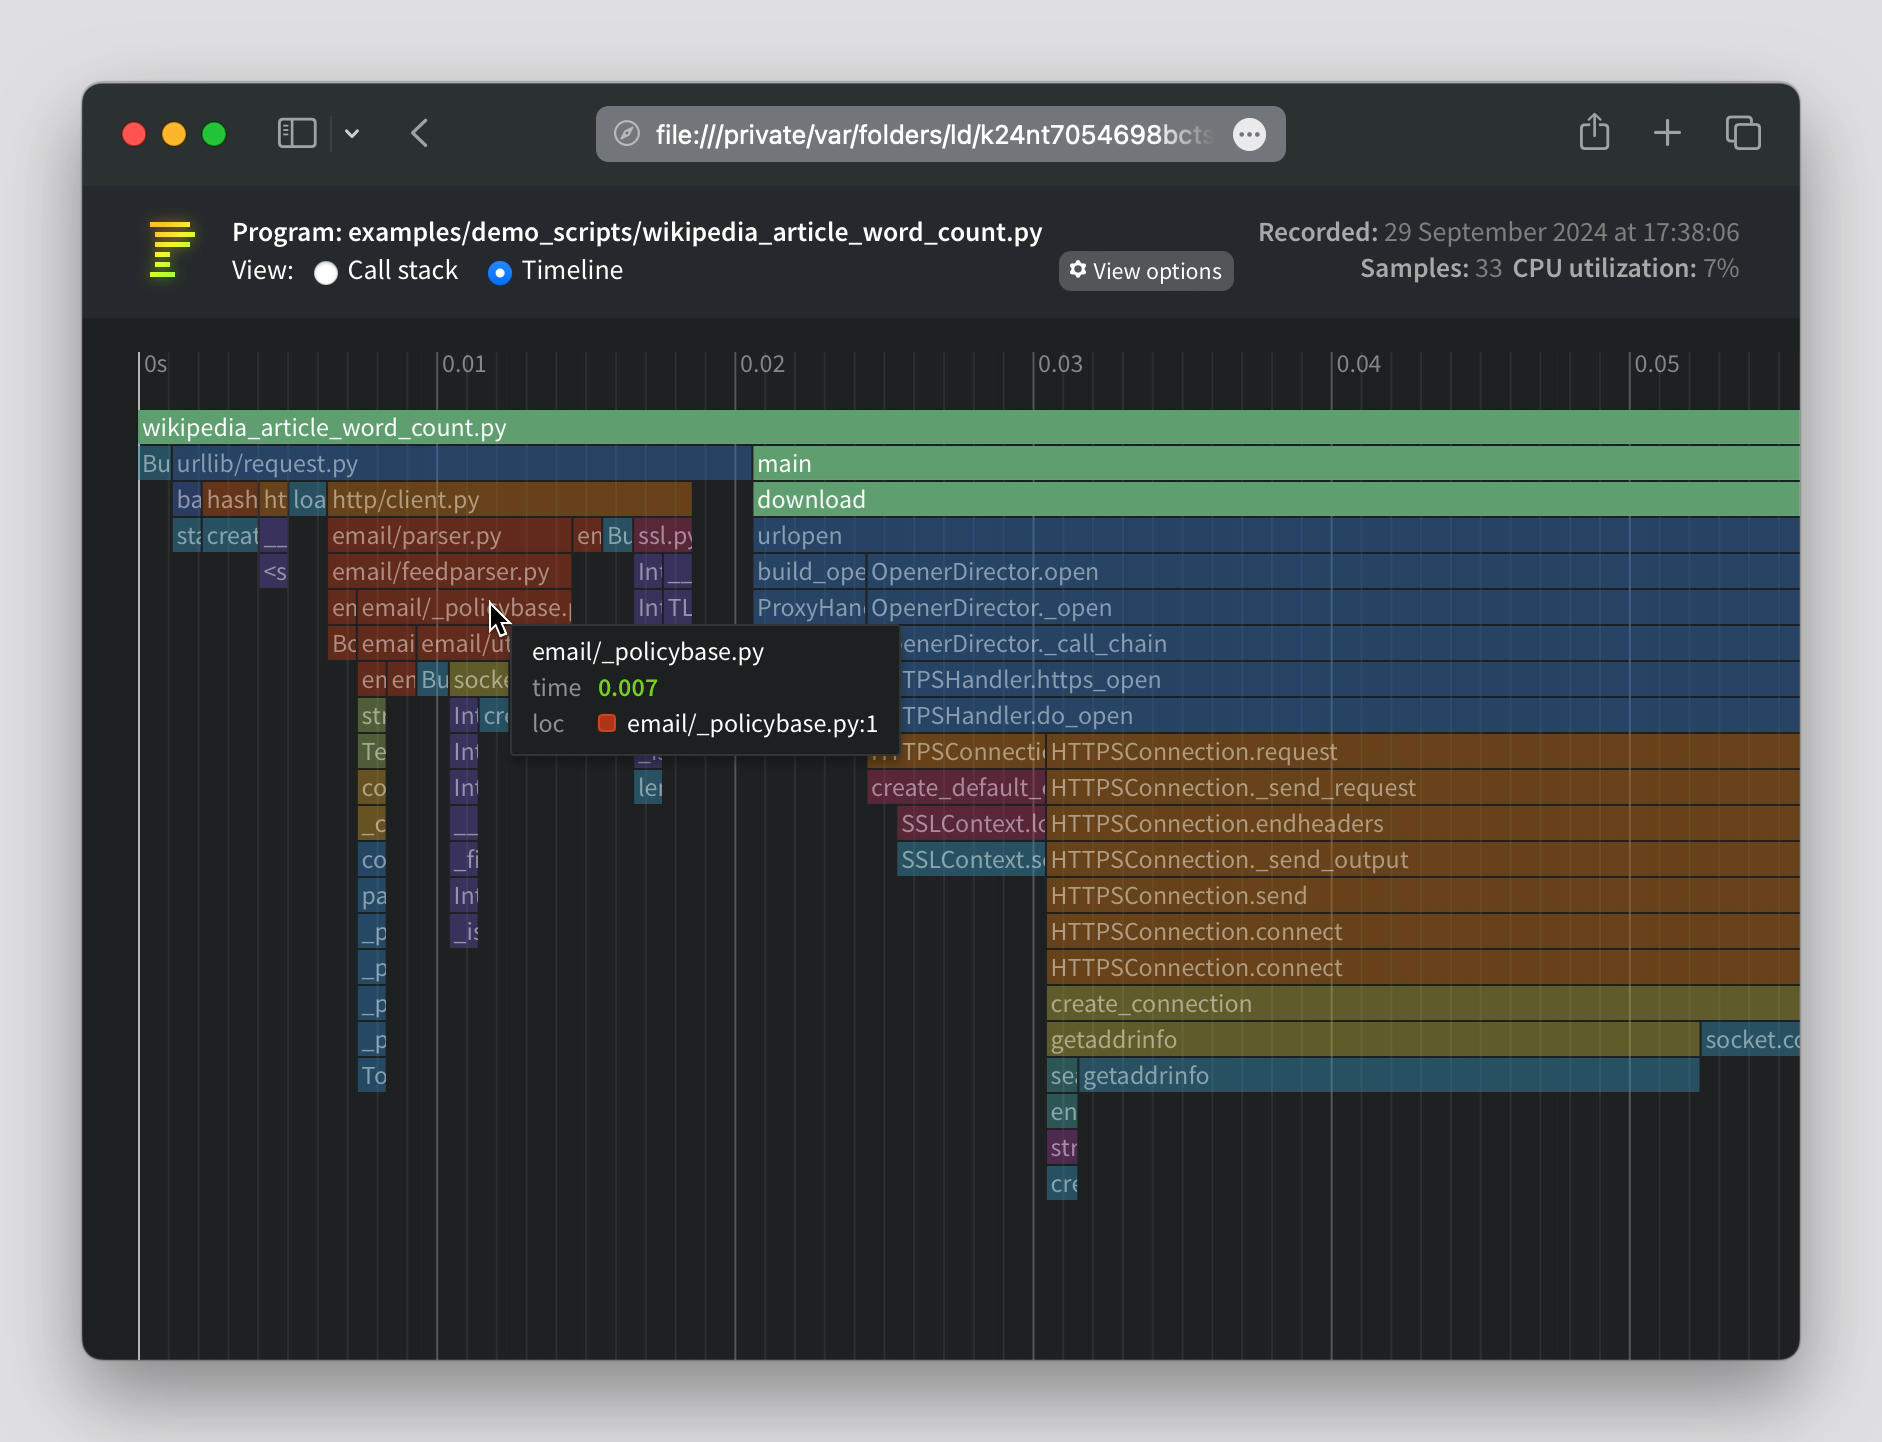 file:///private/var/folders/ld/k24nt7054698bcts
Program: examples/demo_scripts/wikipedia_article_word_count.py
View: Call stack Timeline
View options
Recorded: 29 September 2024 at 17:38:06
Samples: 33 CPU utilization: 7%
0s 0.01 0.02 0.03 0.04 0.05
wikipedia_article_word_count.py
Bu urllib/request.py main
ba hash ht loa http/client.py download
sta creat __ email/parser.py en Bu ssl.py urlopen
<s email/feedparser.py Int __ build_ope OpenerDirector.open
en email/_policybase.p Int TL ProxyHan OpenerDirector._open
Bo emai email/ut enerDirector._call_chain
en en Bu socke TPSHandler.https_open
str Int cre TPSHandler.do_open
Te Int TPSConnecti HTTPSConnection.request
co Int ler create_default_c HTTPSConnection._send_request
_c __ SSLContext.lo HTTPSConnection.endheaders
co _fi SSLContext.se HTTPSConnection._send_output
pa Int HTTPSConnection.send
_p _is HTTPSConnection.connect
_p HTTPSConnection.connect
_p create_connection
_p getaddrinfo socket.co
To sea getaddrinfo
en
str
cre
email/_policybase.py
time 0.007
loc email/_policybase.py:1